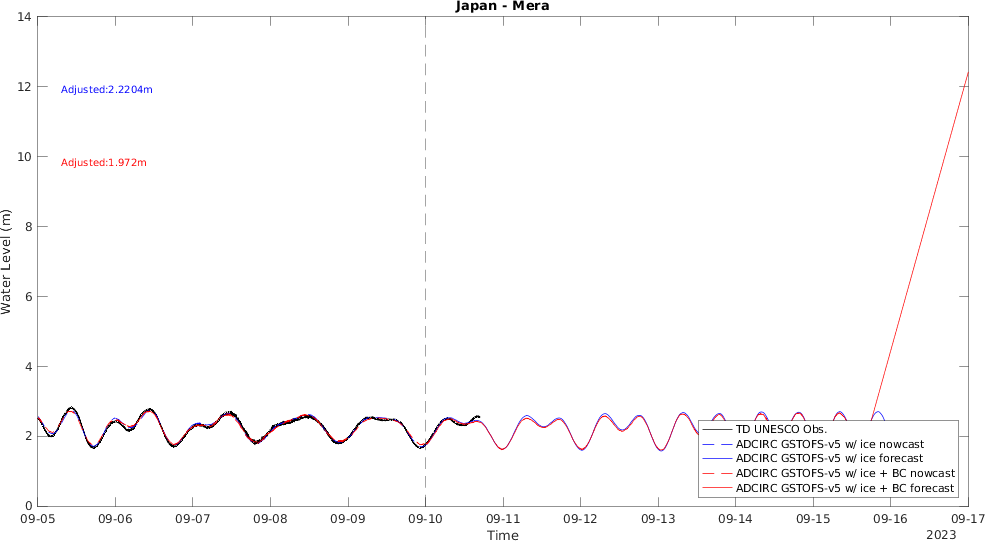 Japan - Mera
Water Level (m)
14
12
10
8
6
4
2
0
Adjusted:2.2204m
Adjusted:1.972m
TD UNESCO Obs.
ADCIRC GSTOFS-v5 w/ ice nowcast
ADCIRC GSTOFS-v5 w/ ice forecast
ADCIRC GSTOFS-v5 w/ ice + BC nowcast
ADCIRC GSTOFS-v5 w/ ice + BC forecast
09-05 09-06 09-07 09-08 09-09 09-10 09-11 09-12 09-13 09-14 09-15 09-16 09-17
Time
2023